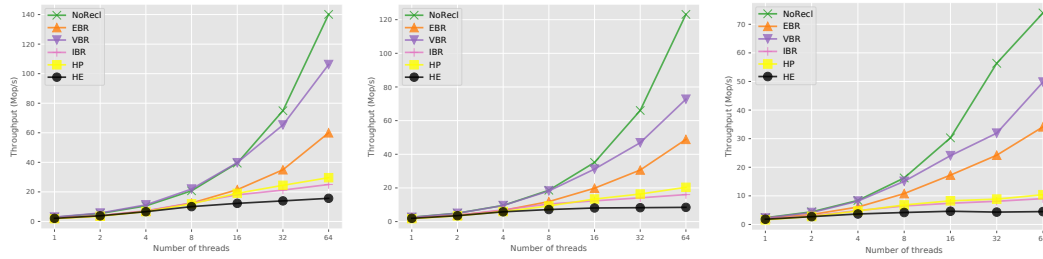 Throughput (Mop/s)
140
120
100
80
60
40
20
0
NoRecl
EBR
VBR
IBR
HP
HE
1 2 4 8 16 32 64
Number of threads
Throughput (Mop/s)
120
100
80
60
40
20
0
NoRecl
EBR
VBR
IBR
HP
HE
1 2 4 8 16 32 64
Number of threads
Throughput (Mop/s)
70
60
50
40
30
20
10
0
NoRecl
EBR
VBR
IBR
HP
HE
1 2 4 8 16 32 64
Number of threads